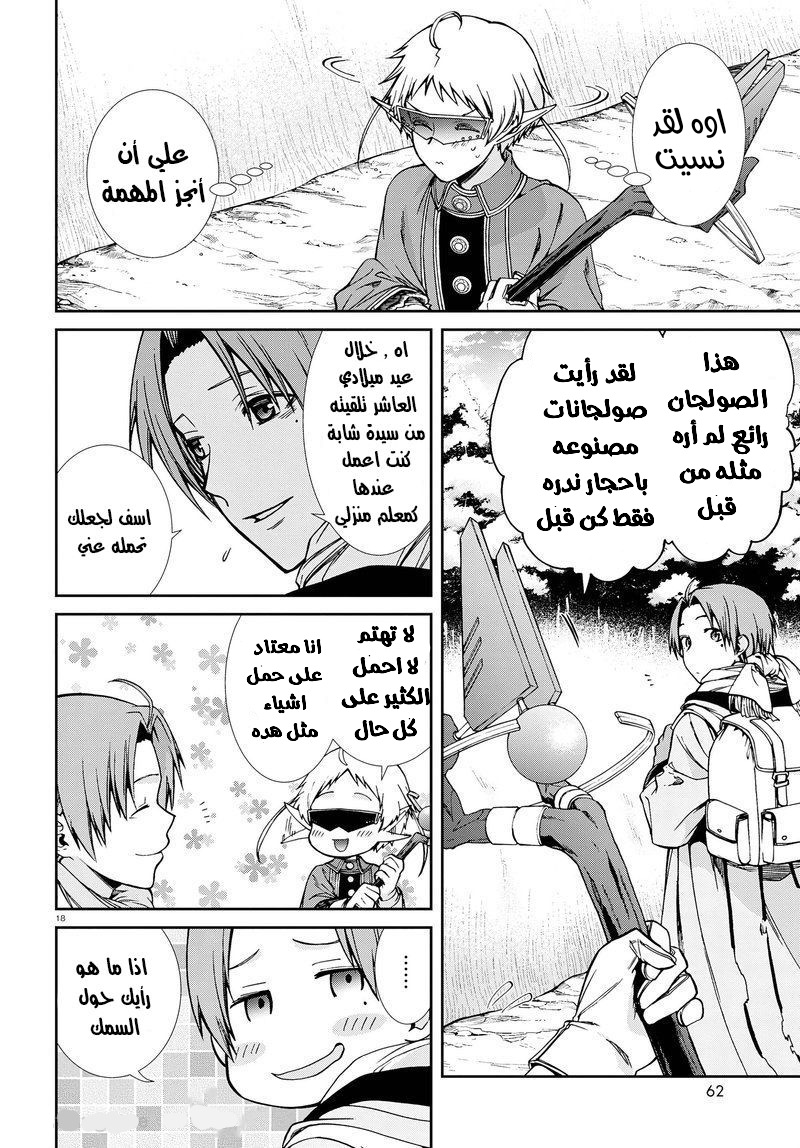 اوه لقد
نسيت
علي أن
أنجز المهمة
هذا
الصولجان
رائع لم أره
مثله من
قبل
لقد رأيت
صولجانات
مصنوعه
باحجار ندره
فقط كن قبل
اه , خلال
عيد ميلادي
العاشر تلقيته
من سيدة شابة
كنت اعمل
عندها
كمعلم منزلي
اسف لجعلك
تحمله عني
لا تهتم
لا احمل
الكثير على
كل حال
انا معتاد
على حمل
اشياء
مثل هده
......
اذا ما هو
رأيك حول
السمك
18
62